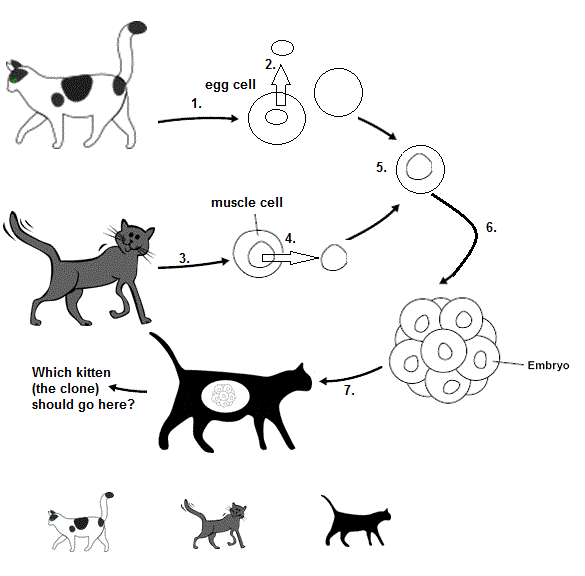 2.
egg cell
1.
5.
muscle cell
6.
4.
3.
Which kitten
(the clone)
should go here?
Embryo
7.